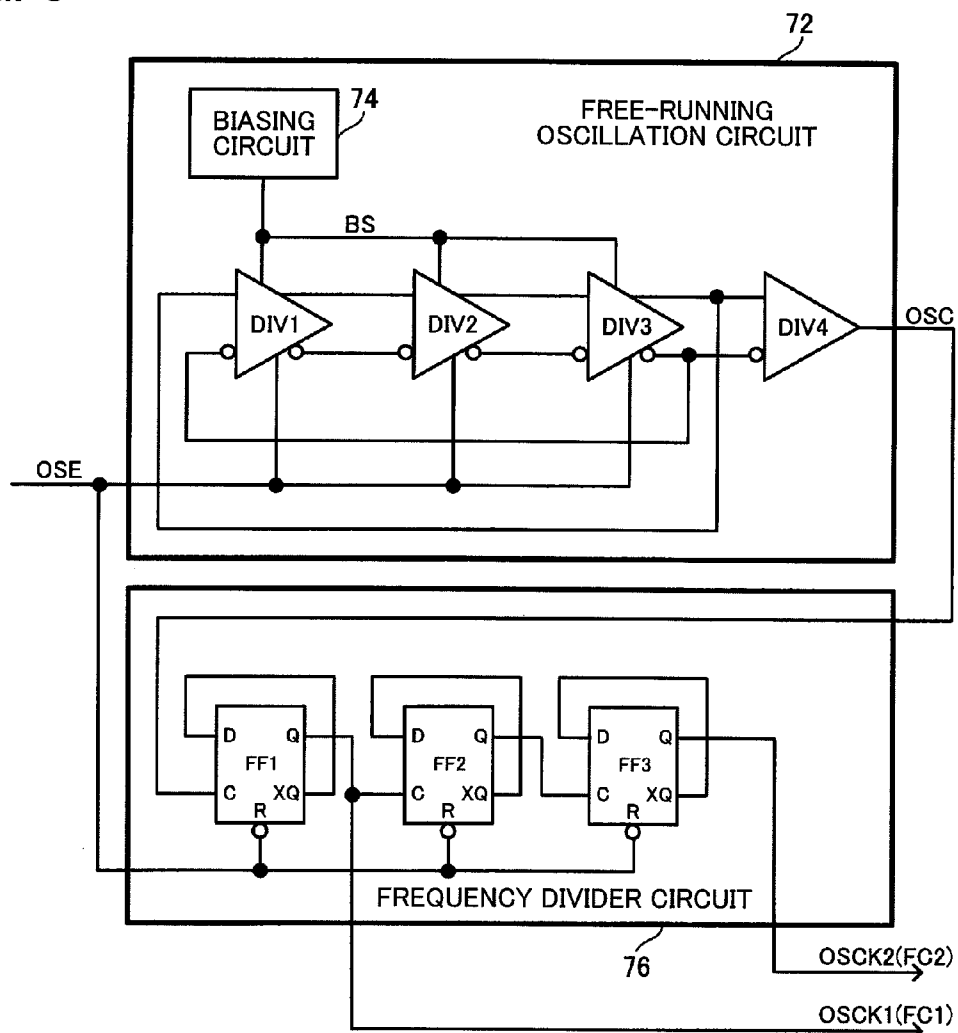 72
BIASING
CIRCUIT
74
FREE-RUNNING
OSCILLATION CIRCUIT
BS
DIV1
DIV2
DIV3
DIV4
OSC
OSE
D Q
FF1
C XQ
R
D Q
FF2
C XQ
R
D Q
FF3
C XQ
R
FREQUENCY DIVIDER CIRCUIT
76
OSCK2(FC2)
OSCK1(FC1)